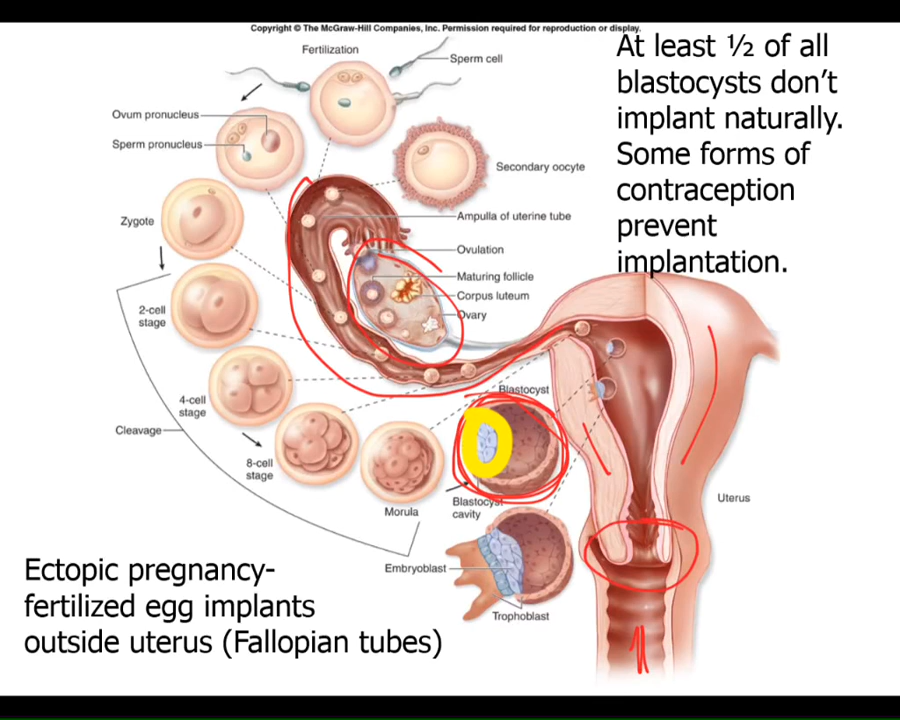 Copyright © The McGraw-Hill Companies, Inc. Permission required for reproduction or display.
At least ½ of all
blastocysts don’t
implant naturally.
Some forms of
contraception
prevent
implantation.
Fertilization
Sperm cell
Ovum pronucleus
Sperm pronucleus
Secondary oocyte
Zygote
Ampulla of uterine tube
Ovulation
Maturing follicle
Corpus luteum
Ovary
2-cell
stage
4-cell
stage
Cleavage
8-cell
stage
Morula
Blastocyst
Blastocyst
cavity
Uterus
Embryoblast
Trophoblast
Ectopic pregnancy-
fertilized egg implants
outside uterus (Fallopian tubes)